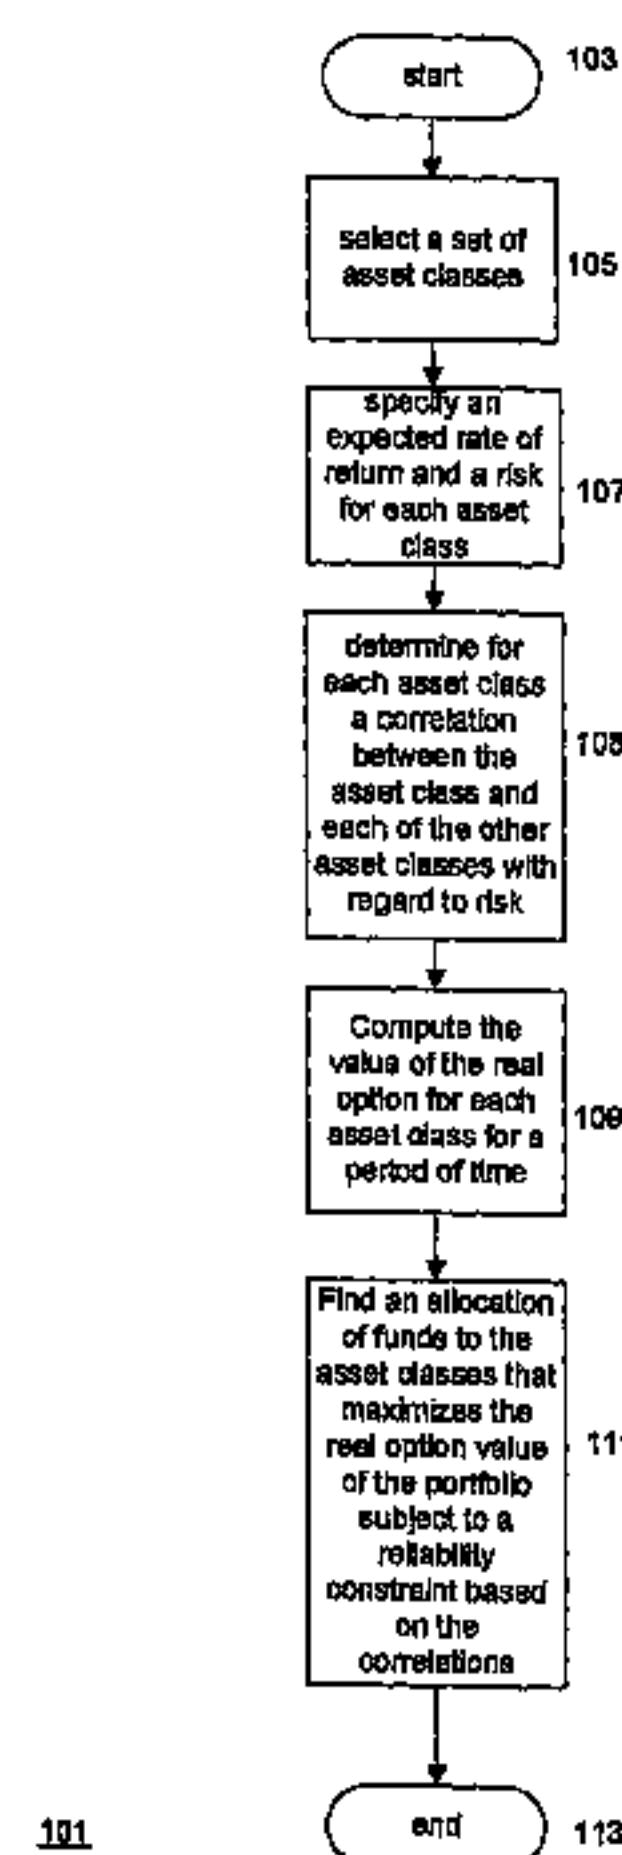 start
103
select a set of
asset classes
105
specify an
expected rate of
return and a risk
for each asset
class
107
determine for
each asset class
a correlation
between the
asset class and
each of the other
asset classes with
regard to risk
108
Compute the
value of the real
option for each
asset class for a
period of time
109
Find an allocation
of funds to the
asset classes that
maximizes the
real option value
of the portfolio
subject to a
reliability
constraint based
on the
correlations
111
end
113
101